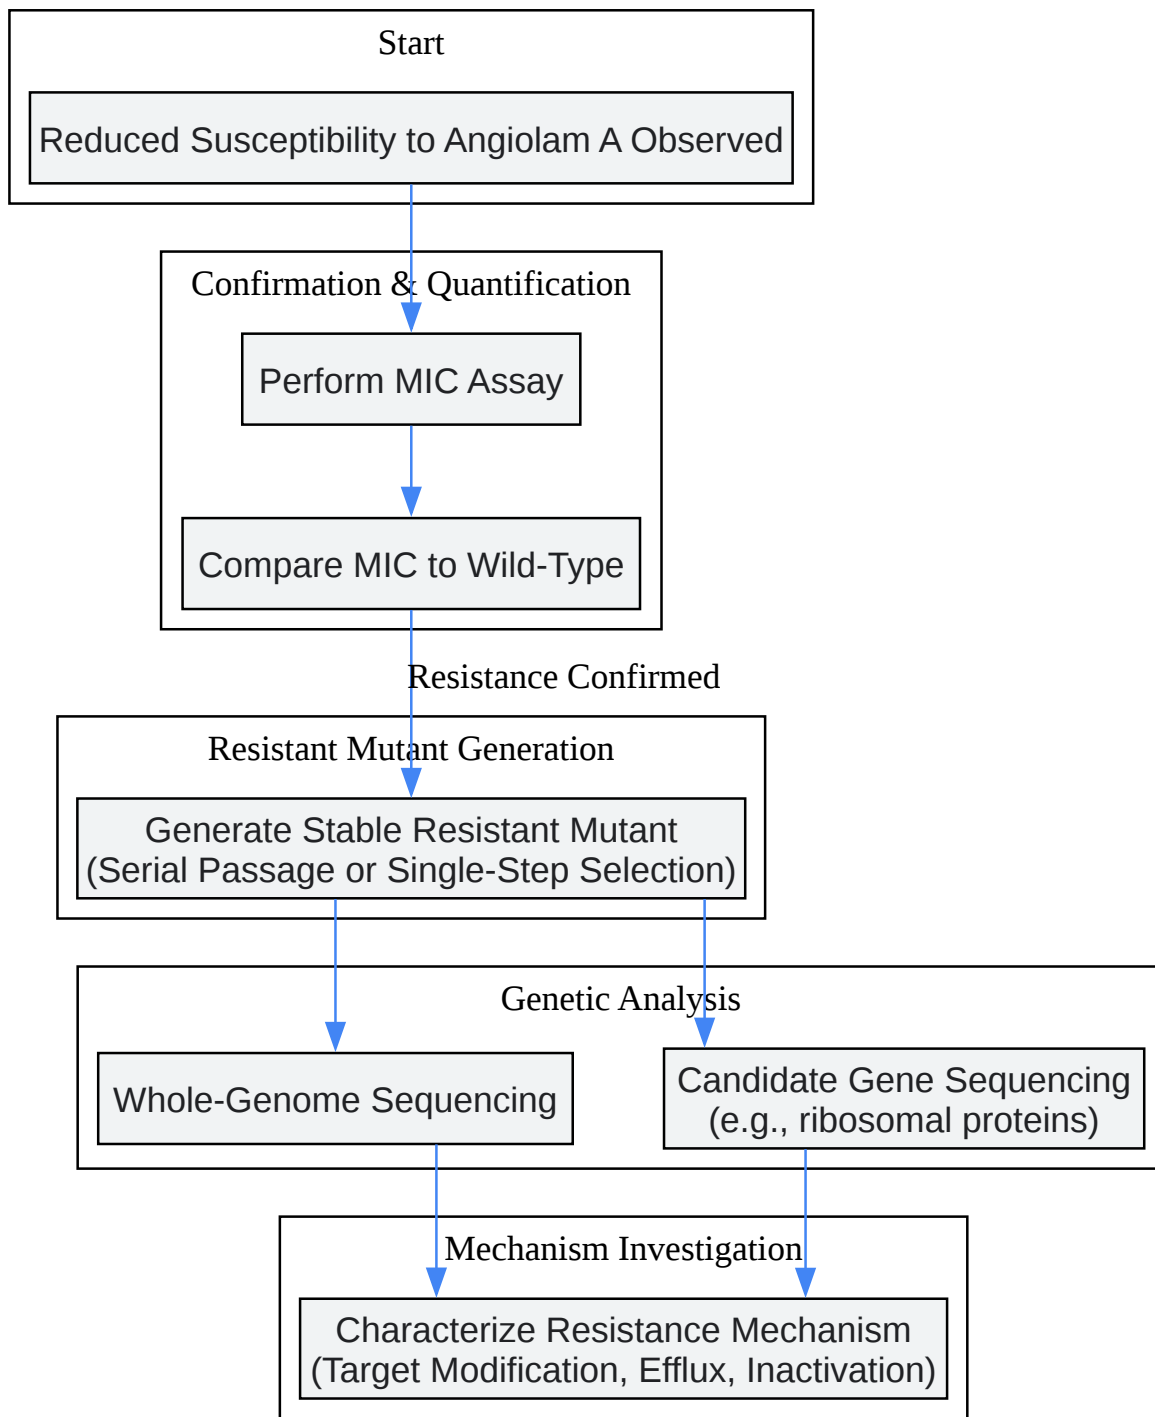 Start
Reduced Susceptibility to Angiolam A Observed
Confirmation & Quantification
Perform MIC Assay
Compare MIC to Wild-Type
Resistance Confirmed
Resistant Mutant Generation
Generate Stable Resistant Mutant
(Serial Passage or Single-Step Selection)
Genetic Analysis
Whole-Genome Sequencing
Candidate Gene Sequencing
(e.g., ribosomal proteins)
Mechanism Investigation
Characterize Resistance Mechanism
(Target Modification, Efflux, Inactivation)